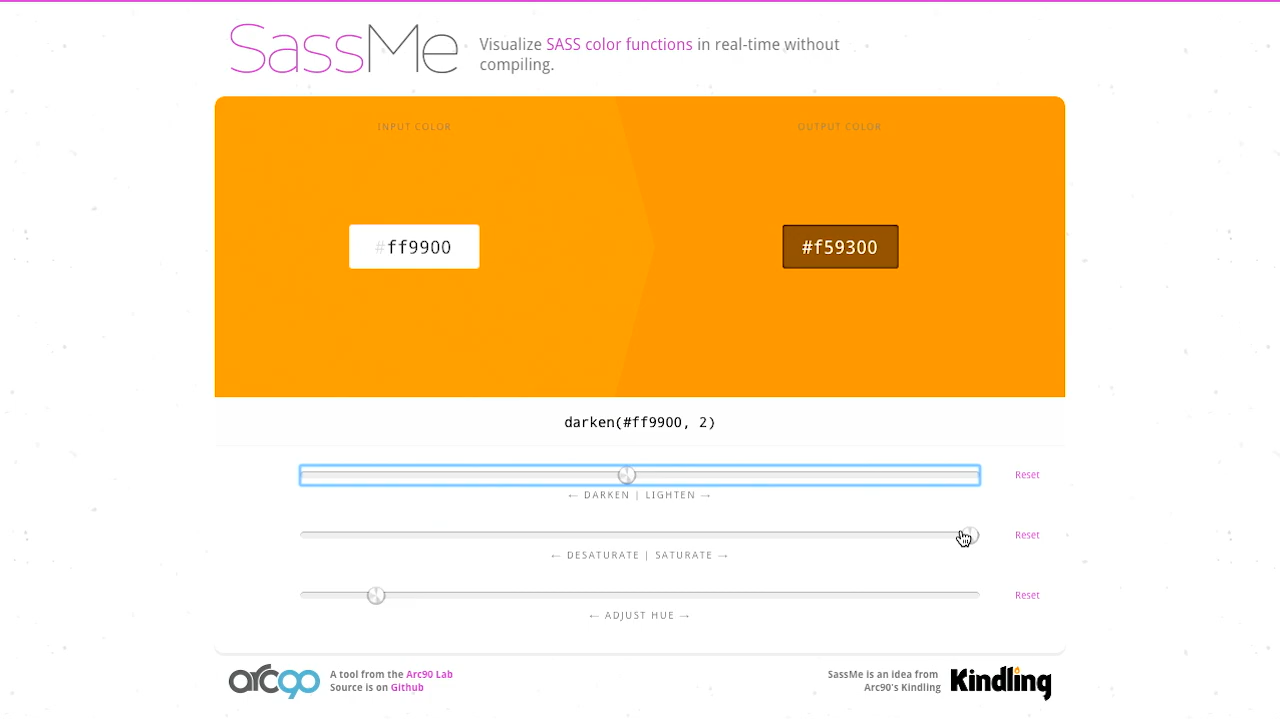 SassMe
Visualize SASS color functions in real-time without
compiling.
INPUT COLOR
OUTPUT COLOR
#ff9900
#f59300
darken(#ff9900, 2)
Reset
← DARKEN | LIGHTEN →
Reset
← DESATURATE | SATURATE →
Reset
← ADJUST HUE →
arc90
A tool from the Arc90 Lab
Source is on Github
SassMe is an idea from
Arc90's Kindling
Kindling